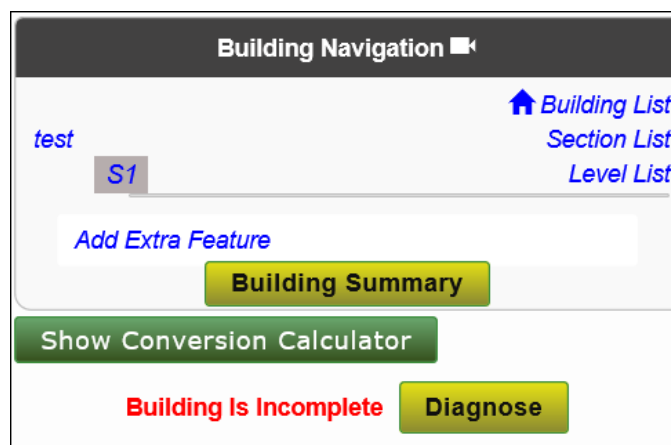 Building Navigation
Building List
test Section List
S1 Level List
Add Extra Feature
Building Summary
Show Conversion Calculator
Building Is Incomplete Diagnose